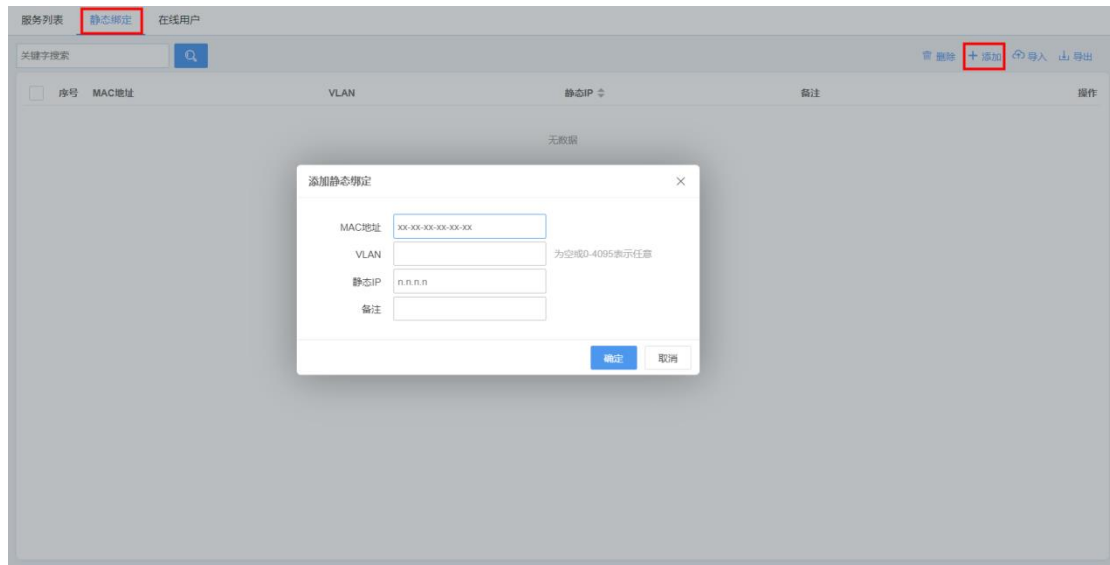 服务列表 静态绑定 在线用户
关键字搜索 删除 添加 导入 导出
序号 MAC地址 VLAN 静态IP 备注 操作
无数据
添加静态绑定
MAC地址 xx-xx-xx-xx-xx-xx
VLAN 为空或0-4095表示任意
静态IP n.n.n.n
备注
确定 取消